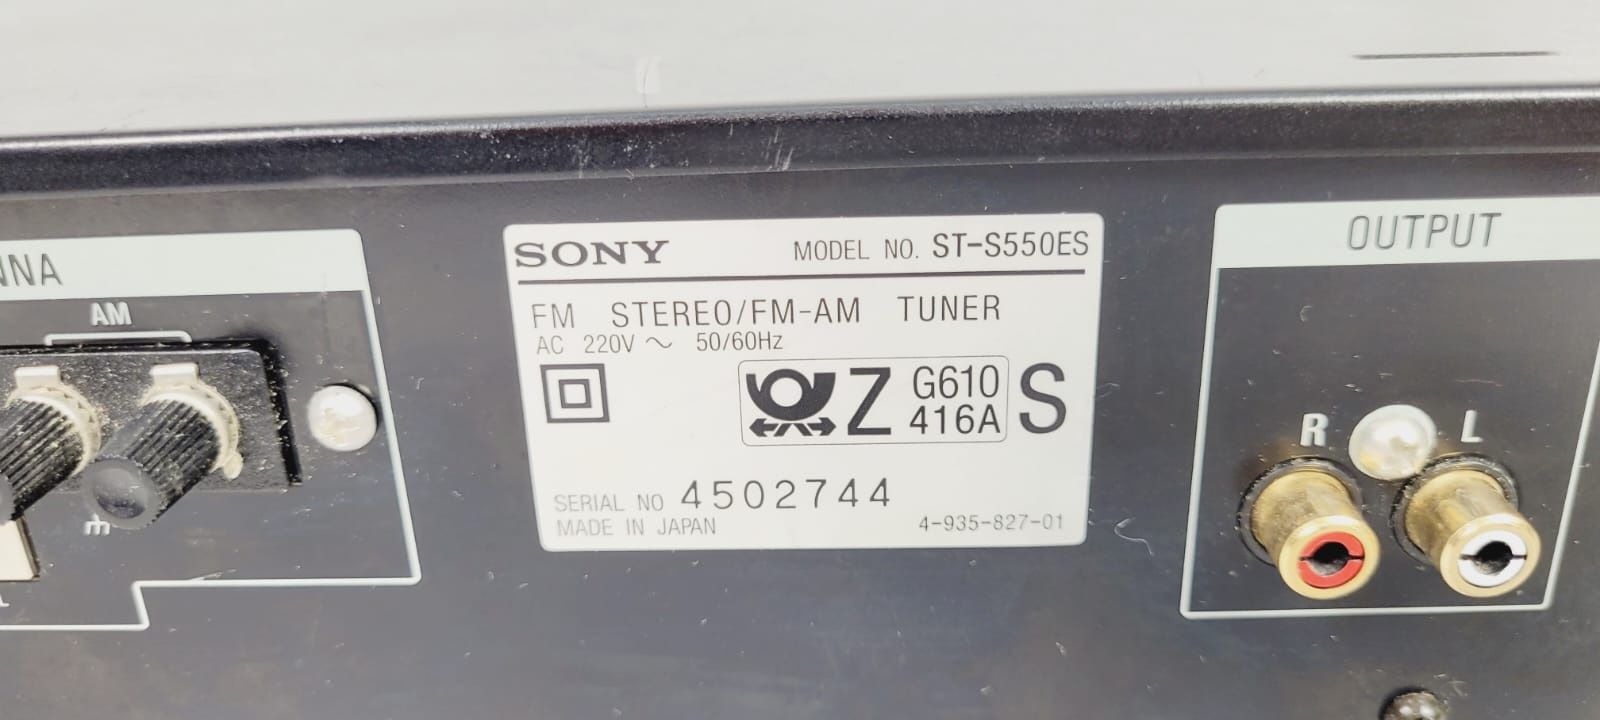 NNA
AM
SONY MODEL NO. ST-S550ES
FM STEREO/FM-AM TUNER
AC 220V ~ 50/60Hz
Z G610 416A S
SERIAL NO 4502744
MADE IN JAPAN 4-935-827-01
OUTPUT
R L